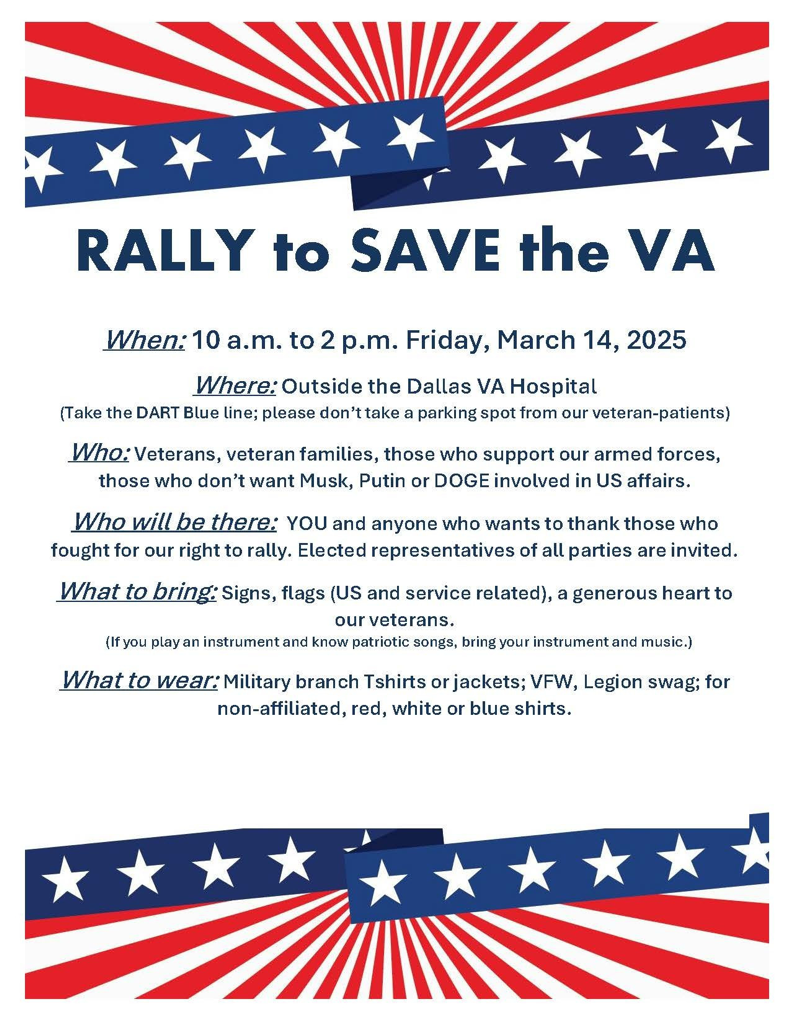 RALLY to SAVE the VA
When: 10 a.m. to 2 p.m. Friday, March 14, 2025
Where: Outside the Dallas VA Hospital
(Take the DART Blue line; please don’t take a parking spot from our veteran-patients)
Who: Veterans, veteran families, those who support our armed forces,
those who don’t want Musk, Putin or DOGE involved in US affairs.
Who will be there: YOU and anyone who wants to thank those who
fought for our right to rally. Elected representatives of all parties are invited.
What to bring: Signs, flags (US and service related), a generous heart to
our veterans.
(If you play an instrument and know patriotic songs, bring your instrument and music.)
What to wear: Military branch Tshirts or jackets; VFW, Legion swag; for
non-affiliated, red, white or blue shirts.